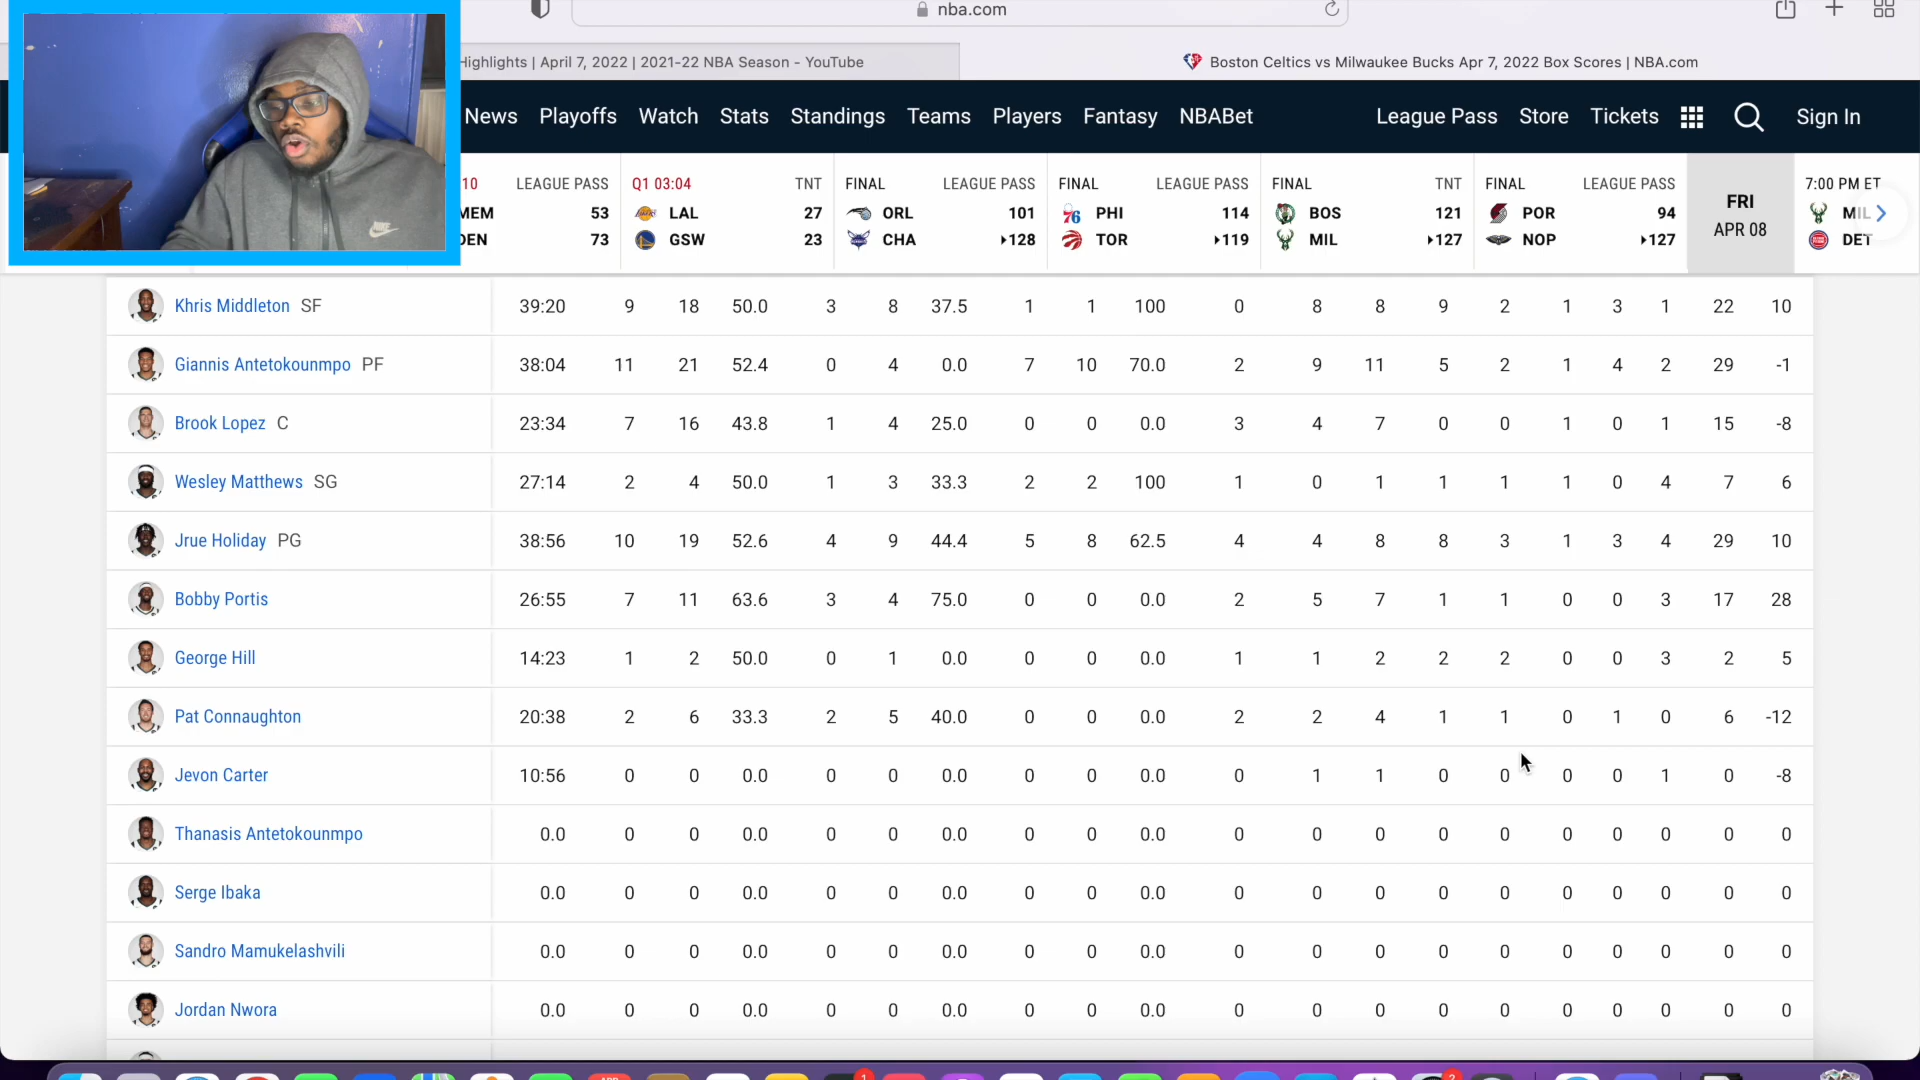 nba.com
Highlights | April 7, 2022 | 2021-22 NBA Season - YouTube
Boston Celtics vs Milwaukee Bucks Apr 7, 2022 Box Scores | NBA.com
News Playoffs Watch Stats Standings Teams Players Fantasy NBABet League Pass Store Tickets Sign In
10 LEAGUE PASS Q1 03:04 TNT FINAL LEAGUE PASS FINAL LEAGUE PASS FINAL TNT FINAL LEAGUE PASS FRI 7:00 PM ET
MEM 53 LAL 27 ORL 101 PHI 114 BOS 121 POR 94 APR 08 MIL
DEN 73 GSW 23 CHA 128 TOR 119 MIL 127 NOP 127 DET
Khris Middleton SF 39:20 9 18 50.0 3 8 37.5 1 1 100 0 8 8 9 2 1 3 1 22 10
Giannis Antetokounmpo PF 38:04 11 21 52.4 0 4 0.0 7 10 70.0 2 9 11 5 2 1 4 2 29 -1
Brook Lopez C 23:34 7 16 43.8 1 4 25.0 0 0 0.0 3 4 7 0 0 1 0 1 15 -8
Wesley Matthews SG 27:14 2 4 50.0 1 3 33.3 2 2 100 1 0 1 1 1 1 0 4 7 6
Jrue Holiday PG 38:56 10 19 52.6 4 9 44.4 5 8 62.5 4 4 8 8 3 1 3 4 29 10
Bobby Portis 26:55 7 11 63.6 3 4 75.0 0 0 0.0 2 5 7 1 1 0 0 3 17 28
George Hill 14:23 1 2 50.0 0 1 0.0 0 0 0.0 1 1 2 2 2 0 0 3 2 5
Pat Connaughton 20:38 2 6 33.3 2 5 40.0 0 0 0.0 2 2 4 1 1 0 1 0 6 -12
Jevon Carter 10:56 0 0 0.0 0 0 0.0 0 0 0.0 0 1 1 0 0 0 0 1 0 -8
Thanasis Antetokounmpo 0.0 0 0 0.0 0 0 0.0 0 0 0.0 0 0 0 0 0 0 0 0 0 0
Serge Ibaka 0.0 0 0 0.0 0 0 0.0 0 0 0.0 0 0 0 0 0 0 0 0 0 0
Sandro Mamukelashvili 0.0 0 0 0.0 0 0 0.0 0 0 0.0 0 0 0 0 0 0 0 0 0 0
Jordan Nwora 0.0 0 0 0.0 0 0 0.0 0 0 0.0 0 0 0 0 0 0 0 0 0 0